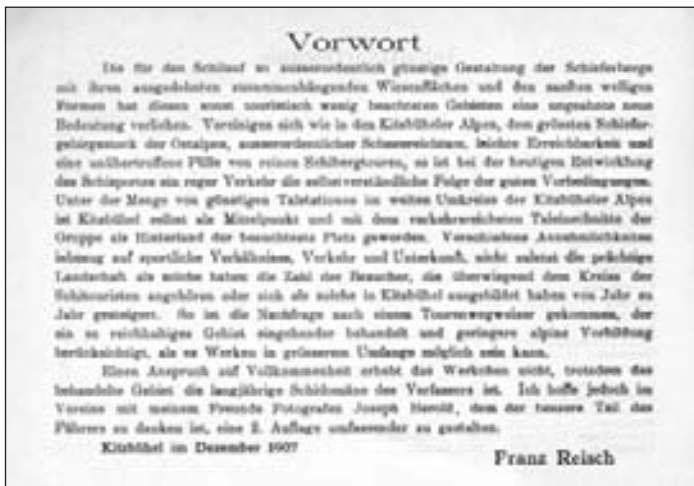 Vorwort
Die für den Schilauf so ausserordentlich günstige Gestaltung der Schieferberge
mit ihren ausgedehnten zusammenhängenden Wiesenflächen und den sanften welligen
Formen hat diesen sonst touristisch wenig beachteten Gebieten eine ungeahnte neue
Bedeutung verliehen. Vereinigen sich wie in den Kitzbüheler Alpen, dem grössten Schiefer-
gebirgsstock der Ostalpen, ausserordentlicher Schneereichtum, leichte Erreichbarkeit und
eine unübertroffene Fülle von reinen Schibergtouren, so ist bei der heutigen Entwicklung
des Schisportes ein reger Verkehr die selbstverständliche Folge der guten Vorbedingungen.
Unter der Menge von günstigen Talstationen im weiten Umkreise der Kitzbüheler Alpen
ist Kitzbühel selbst als Mittelpunkt und mit dem verkehrsreichsten Taleinschnitte der
Gruppe als Hinterland der besuchteste Platz geworden. Verschiedene Annehmlichkeiten
inbezug auf sportliche Verhältnisse, Verkehr und Unterkunft, nicht zuletst die prächtige
Landschaft als solche haben die Zahl der Besucher, die überwiegend dem Kreise der
Schitouristen angehören oder sich als solche in Kitzbühel ausgebildet haben von Jahr zu
Jahr gesteigert. So ist die Nachfrage nach einem Tourenwegweiser gekommen, der
ein so reichhaltiges Gebiet eingehender behandelt und geringere alpine Vorbildung
berücksichtigt, als es Werken in grösserem Umfange möglich sein kann.
Einen Anspruch auf Vollkommenheit erhebt das Werkchen nicht, trotzdem das
behandelte Gebiet die langjährige Schidomäne des Verfassers ist. Ich hoffe jedoch im
Vereine mit meinem Freunde Fotografen Joseph Herold, dem der bessere Teil des
Führers zu danken ist, eine 2. Auflage umfassender zu gestalten.
Kitzbühel im Dezember 1907
Franz Reisch